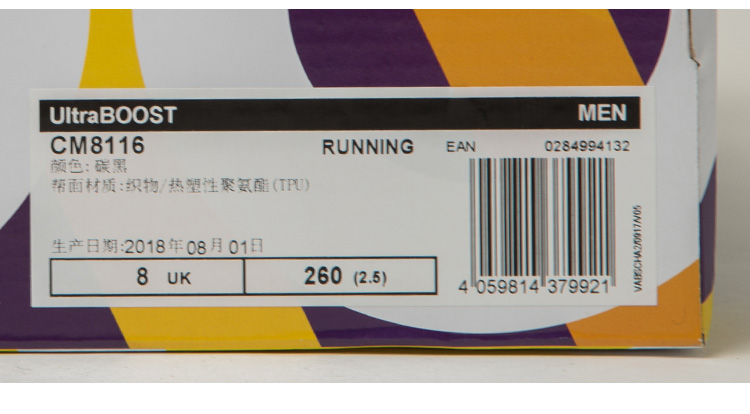 UltraBOOST MEN
CM8116 RUNNING EAN 0284994132
颜色: 碳黑
帮面材质:织物/热塑性聚氨酯(TPU)
生产日期:2018年08月01日
8 UK 260 (2.5)
4 059814 379921